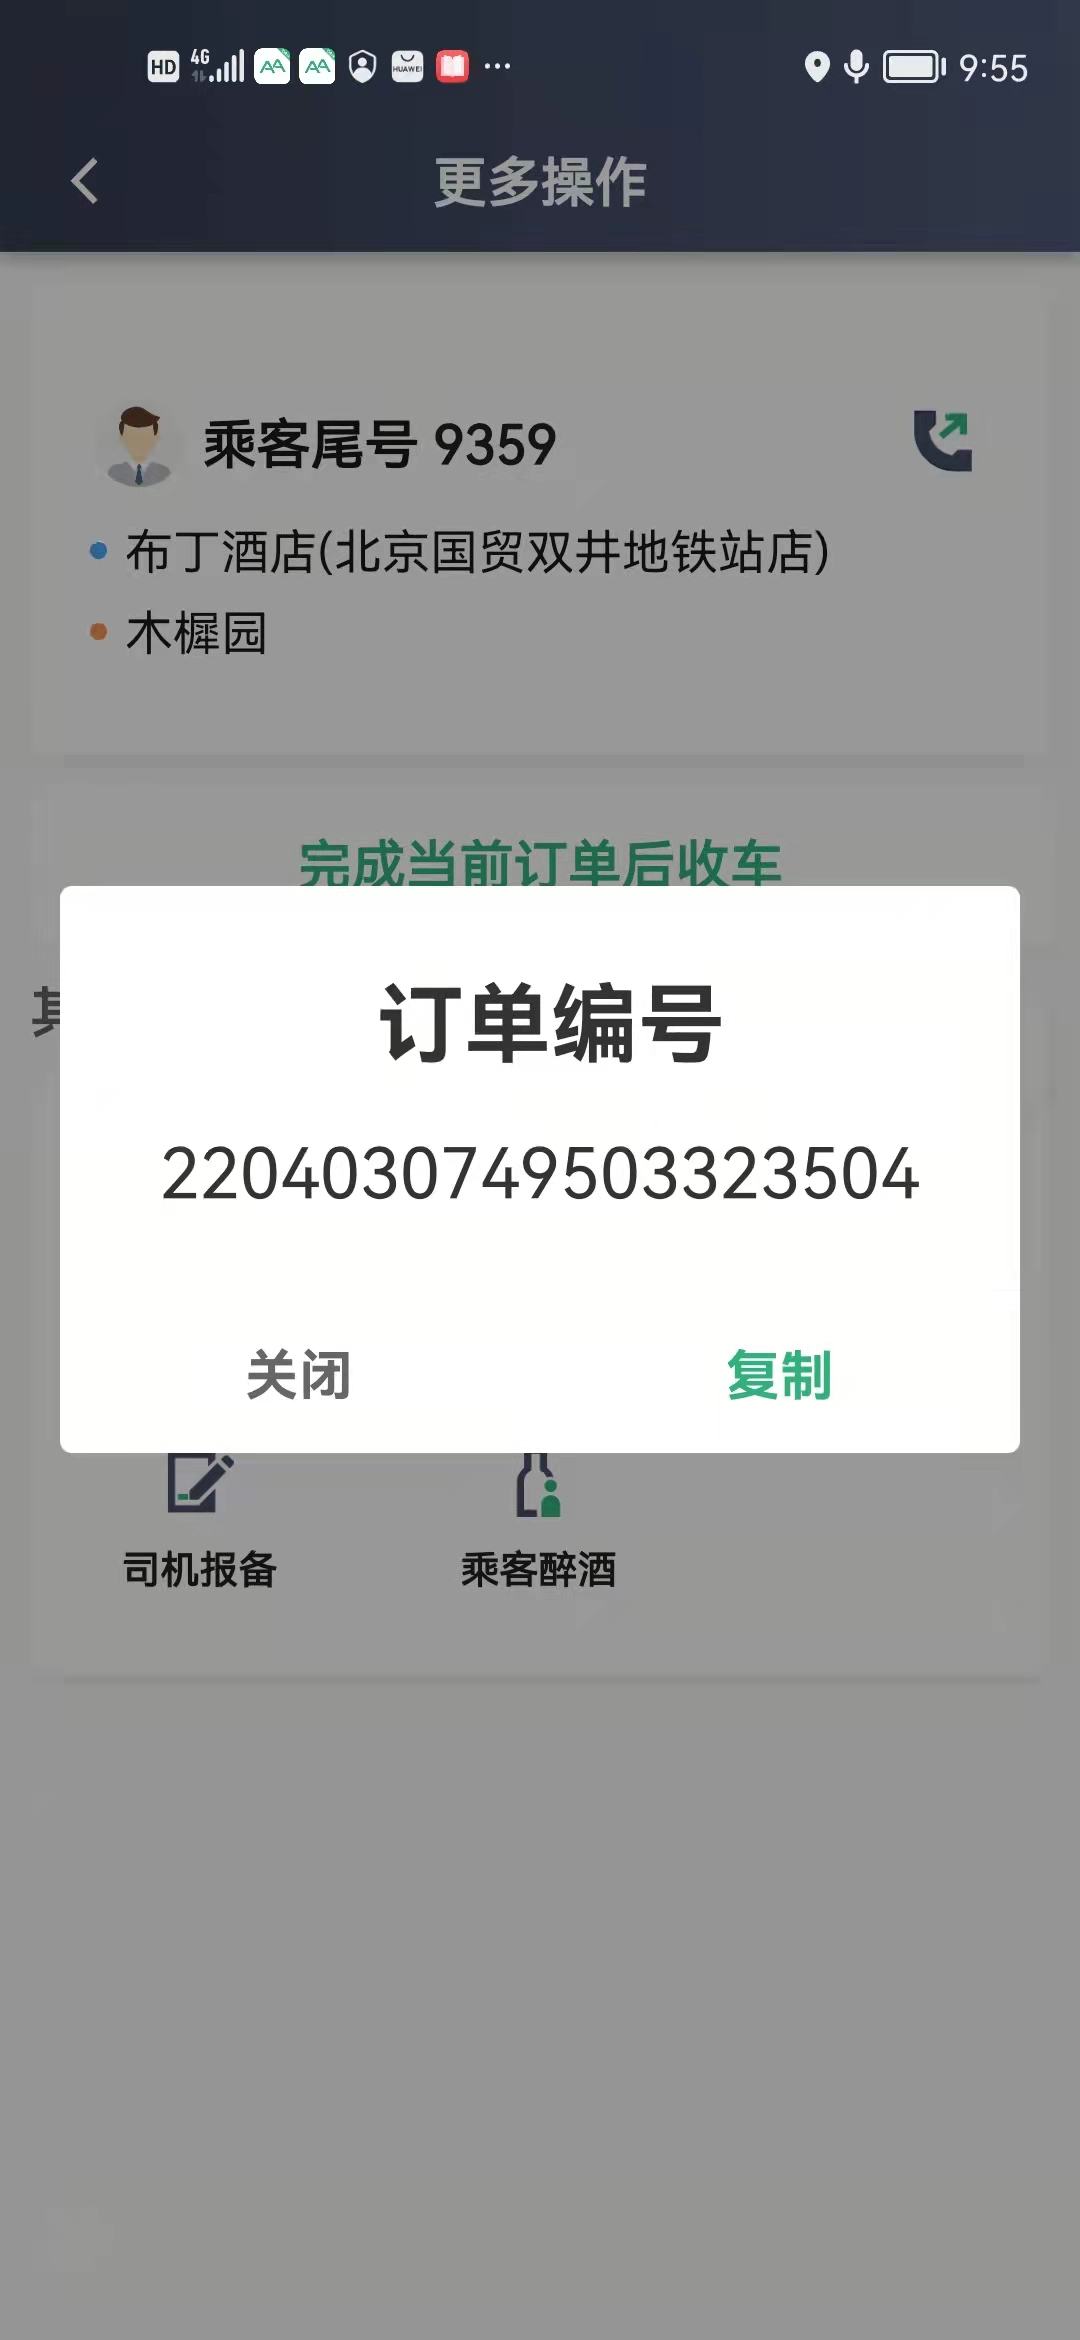 HD 4G HUAWEI 9:55
更多操作
乘客尾号 9359
布丁酒店(北京国贸双井地铁站店)
木樨园
完成当前订单后收车
订单编号
2204030749503323504
关闭 复制
司机报备 乘客醉酒